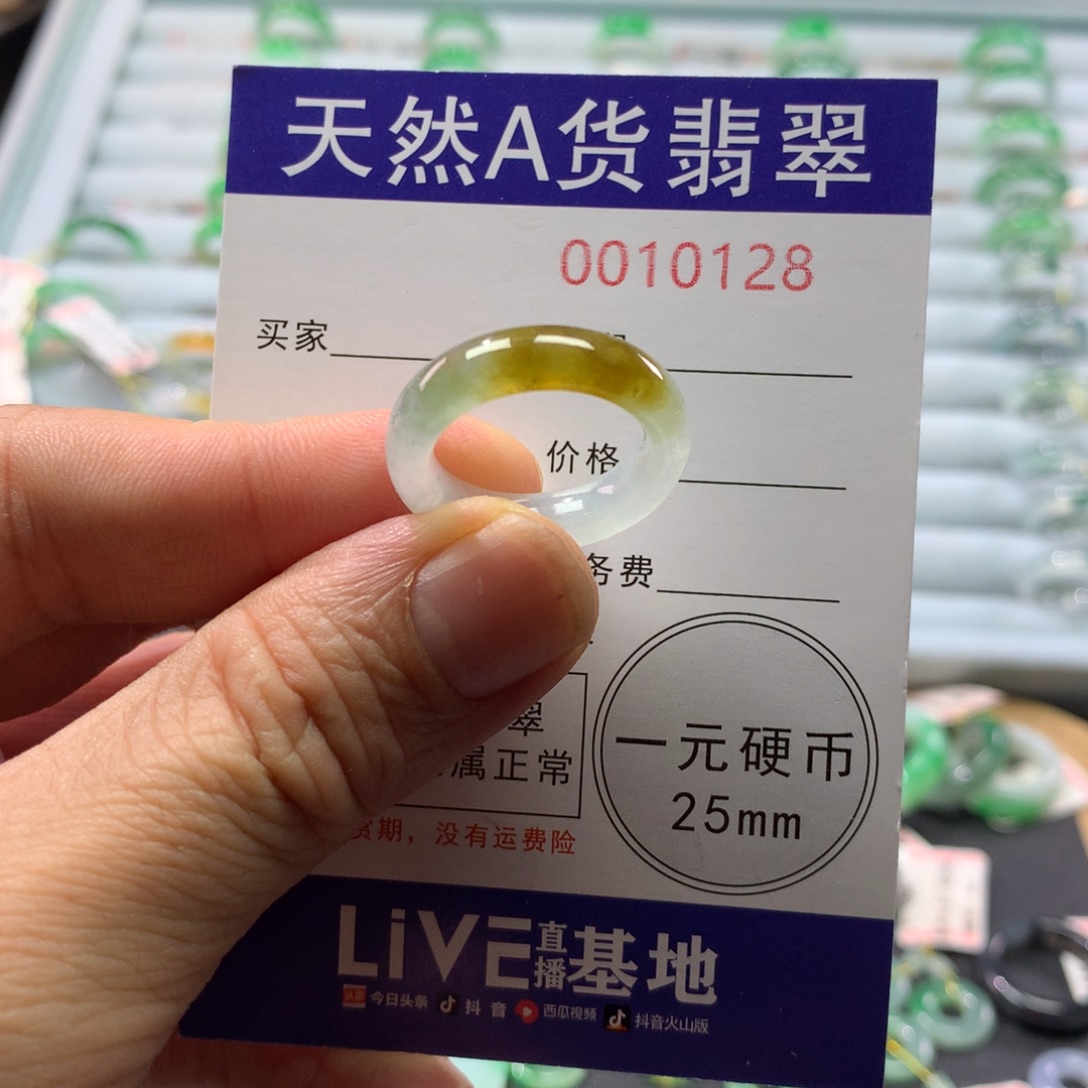 天然A货翡翠
0010128
买家
价格
务费
翠
属正常
一元硬币
25mm
货期，没有运费险
LiVE直播基地
头条 今日头条 抖音 西瓜视频 抖音火山版